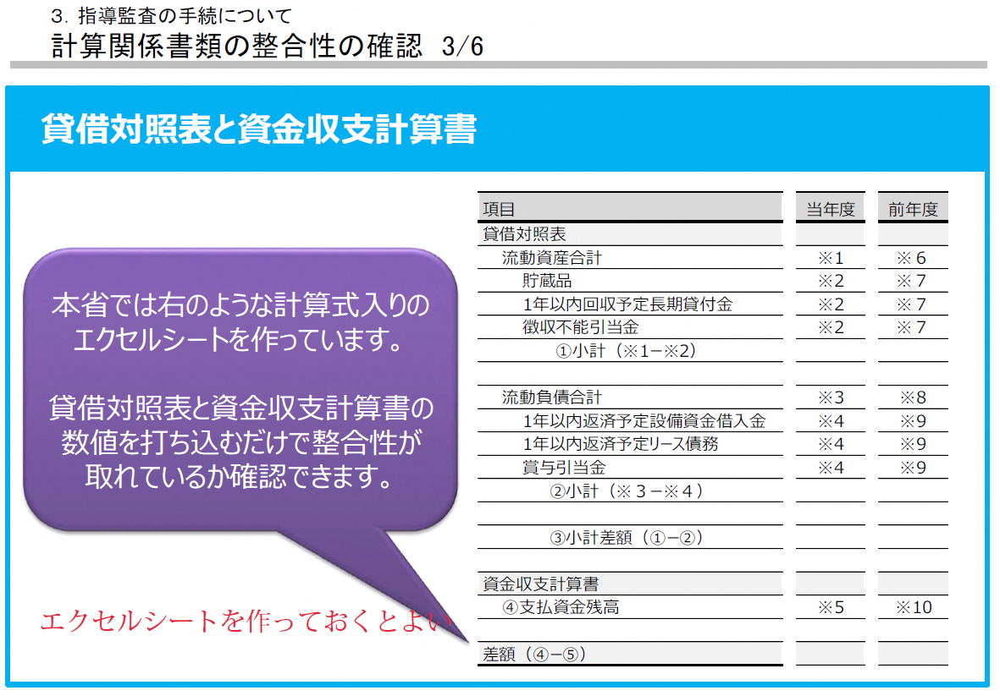 3．指導監査の手続について
計算関係書類の整合性の確認 3/6
貸借対照表と資金収支計算書
本省では右のような計算式入りの
エクセルシートを作っています。
貸借対照表と資金収支計算書の
数値を打ち込むだけで整合性が
取れているか確認できます。
エクセルシートを作っておくとよい
項目 当年度 前年度
貸借対照表
流動資産合計 ※1 ※６
貯蔵品 ※2 ※７
1年以内回収予定長期貸付金 ※2 ※７
徴収不能引当金 ※2 ※７
①小計（※1－※2）
流動負債合計 ※3 ※8
1年以内返済予定設備資金借入金 ※4 ※9
1年以内返済予定リース債務 ※4 ※9
賞与引当金 ※4 ※9
②小計（※３－※４）
③小計差額（①－②）
資金収支計算書
④支払資金残高 ※5 ※10
差額（④－⑤）